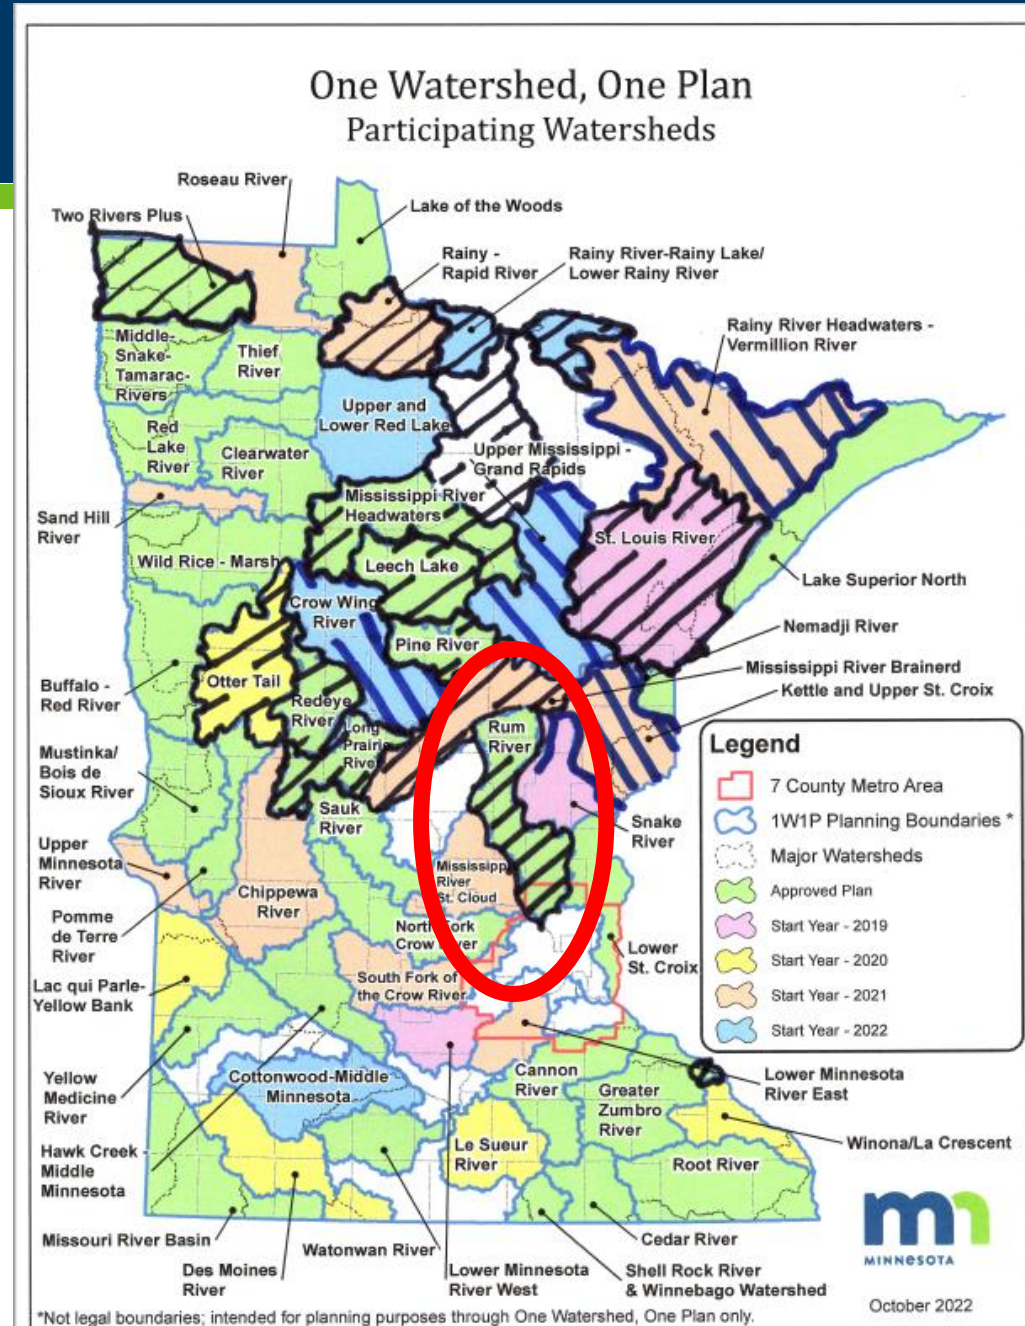 One Watershed, One Plan
Participating Watersheds
Roseau River
Two Rivers Plus
Lake of the Woods
Rainy -
Rapid River
Rainy River-Rainy Lake/
Lower Rainy River
Rainy River Headwaters -
Vermillion River
Middle-
Snake-
Tamarac-
Rivers
Thief
River
Upper and
Lower Red Lake
Red
Lake
River
Clearwater
River
Upper Mississippi -
Grand Rapids
Mississippi River
Headwaters
Sand Hill
River
St. Louis River
Wild Rice - Marsh
Leech Lake
Lake Superior North
Crow Wing
River
Nemadji River
Pine River
Mississippi River Brainerd
Otter Tail
Kettle and Upper St. Croix
Buffalo -
Red River
Redeye
River
Long
Prairie
River
Rum
River
Mustinka/
Bois de
Sioux River
Sauk
River
Snake
River
Upper
Minnesota
River
Chippewa
River
Mississippi
River
St. Cloud
Pomme
de Terre
River
North Fork
Crow River
Lower
St. Croix
South Fork of
the Crow River
Lac qui Parle-
Yellow Bank
Legend
7 County Metro Area
1W1P Planning Boundaries *
Major Watersheds
Approved Plan
Start Year - 2019
Start Year - 2020
Start Year - 2021
Start Year - 2022
Yellow
Medicine
River
Cottonwood-Middle
Minnesota
Cannon
River
Greater
Zumbro
River
Lower Minnesota
River East
Hawk Creek -
Middle
Minnesota
Le Sueur
River
Winona/La Crescent
Root River
Missouri River Basin
Watonwan River
Cedar River
Des Moines
River
Lower Minnesota
River West
Shell Rock River
& Winnebago Watershed
mn
MINNESOTA
October 2022
*Not legal boundaries; intended for planning purposes through One Watershed, One Plan only.